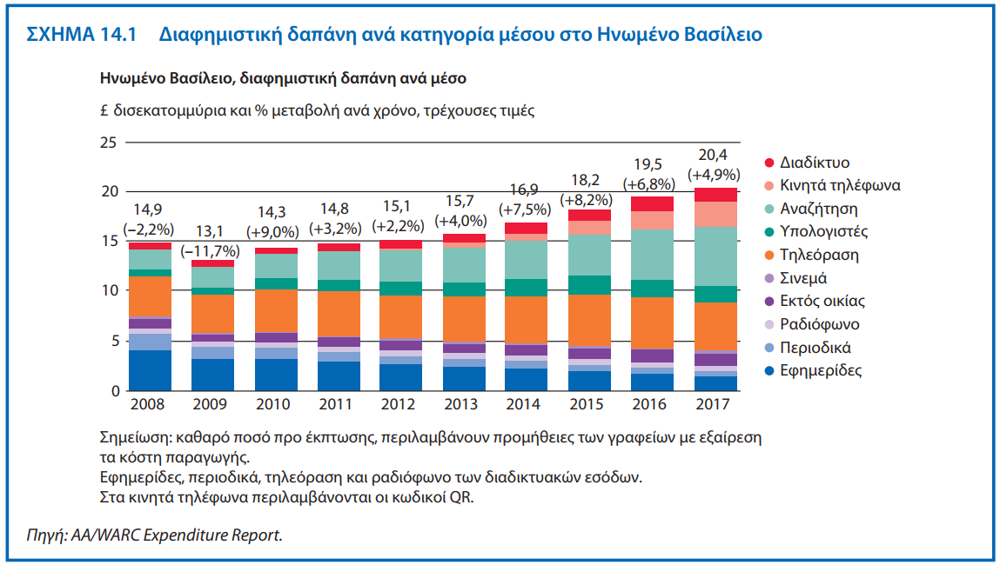 ΣΧΗΜΑ 14.1 Διαφημιστική δαπάνη ανά κατηγορία μέσου στο Ηνωμένο Βασίλειο
Ηνωμένο Βασίλειο, διαφημιστική δαπάνη ανά μέσο
£ δισεκατομμύρια και % μεταβολή ανά χρόνο, τρέχουσες τιμές
25
20
15
10
5
0
14,9
(–2,2%)
13,1
(–11,7%)
14,3
(+9,0%)
14,8
(+3,2%)
15,1
(+2,2%)
15,7
(+4,0%)
16,9
(+7,5%)
18,2
(+8,2%)
19,5
(+6,8%)
20,4
(+4,9%)
2008 2009 2010 2011 2012 2013 2014 2015 2016 2017
Διαδίκτυο
Κινητά τηλέφωνα
Αναζήτηση
Υπολογιστές
Τηλεόραση
Σινεμά
Εκτός οικίας
Ραδιόφωνο
Περιοδικά
Εφημερίδες
Σημείωση: καθαρό ποσό προ έκπτωσης, περιλαμβάνουν προμήθειες των γραφείων με εξαίρεση
τα κόστη παραγωγής.
Εφημερίδες, περιοδικά, τηλεόραση και ραδιόφωνο των διαδικτυακών εσόδων.
Στα κινητά τηλέφωνα περιλαμβάνονται οι κωδικοί QR.
Πηγή: AA/WARC Expenditure Report.